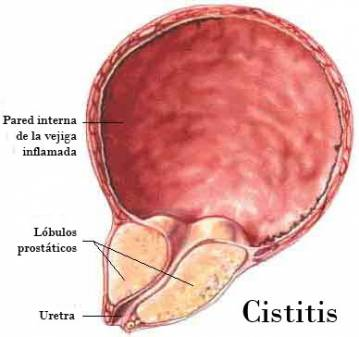 Pared interna
de la vejiga
inflamada
Lóbulos
prostáticos
Uretra
Cistitis